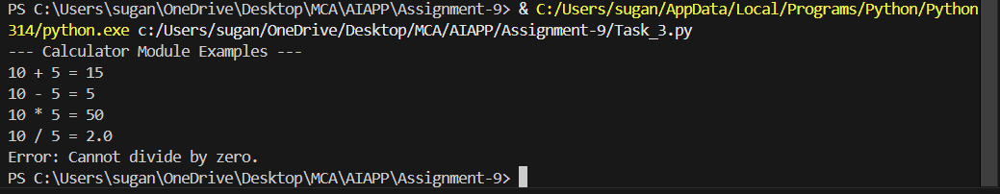 PS C:\Users\sugan\OneDrive\Desktop\MCA\AIAPP\Assignment-9> & C:/Users/sugan/AppData/Local/Programs/Python/Python
314/python.exe c:/Users/sugan/OneDrive/Desktop/MCA/AIAPP/Assignment-9/Task_3.py
--- Calculator Module Examples ---
10 + 5 = 15
10 - 5 = 5
10 * 5 = 50
10 / 5 = 2.0
Error: Cannot divide by zero.
PS C:\Users\sugan\OneDrive\Desktop\MCA\AIAPP\Assignment-9>